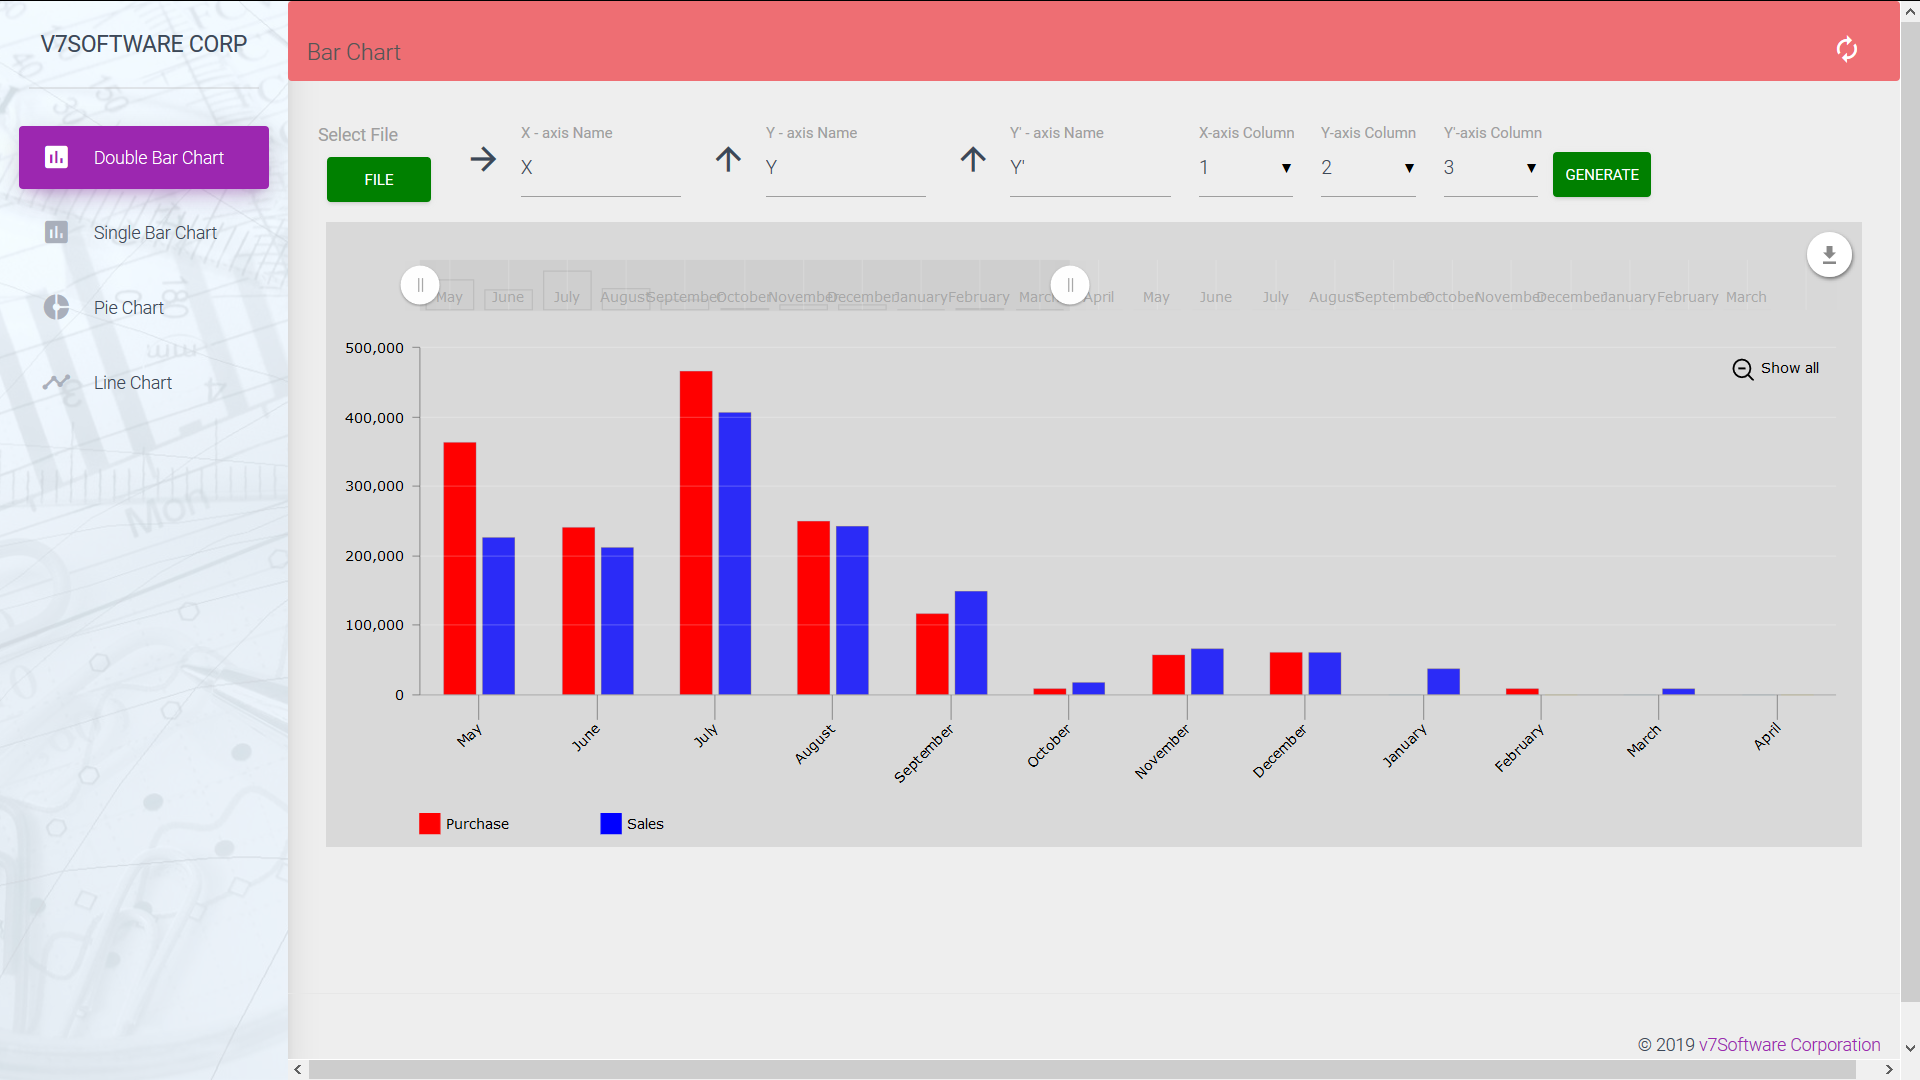 V7SOFTWARE CORP
Double Bar Chart
Single Bar Chart
Pie Chart
Line Chart
Mon
Bar Chart
Select File
FILE
X - axis Name
X
Y - axis Name
Y
Y' - axis Name
Y'
X-axis Column
1
Y-axis Column
2
Y'-axis Column
3
GENERATE
May June July August September October November December January February March April May June July August September October November December January February March
Show all
500,000
400,000
300,000
200,000
100,000
0
May June July August September October November December January February March April
Purchase Sales
© 2019 v7Software Corporation